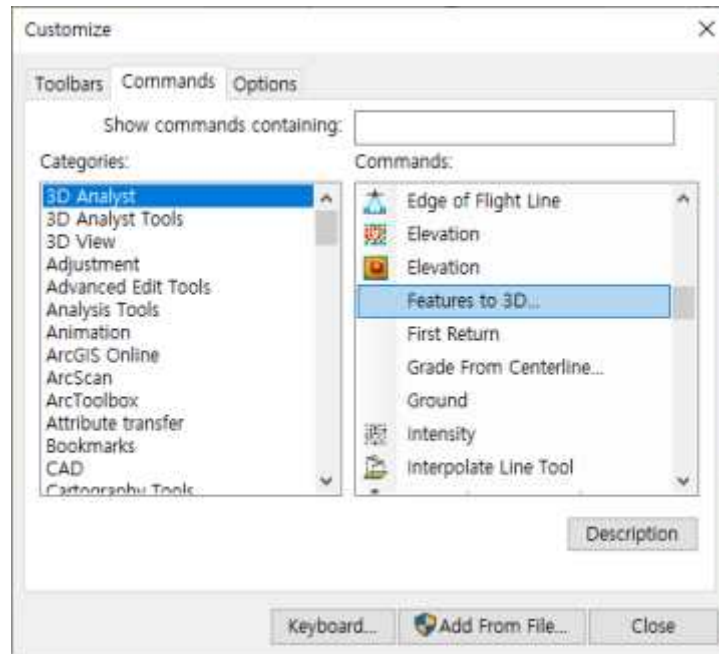 Customize
Toolbars Commands Options
Show commands containing:
Categories:
3D Analyst
3D Analyst Tools
3D View
Adjustment
Advanced Edit Tools
Analysis Tools
Animation
ArcGIS Online
ArcScan
ArcToolbox
Attribute transfer
Bookmarks
CAD
Cartography Tools
Commands:
Edge of Flight Line
Elevation
Elevation
Features to 3D...
First Return
Grade From Centerline...
Ground
Intensity
Interpolate Line Tool
Description
Keyboard... Add From File... Close